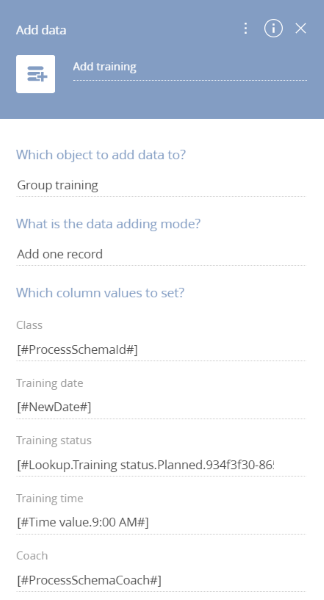 Add data
Add training
Which object to add data to?
Group training
What is the data adding mode?
Add one record
Which column values to set?
Class
[#ProcessSchemaId#]
Training date
[#NewDate#]
Training status
[#Lookup.Training status.Planned.934f3f30-865
Training time
[#Time value.9:00 AM#]
Coach
[#ProcessSchemaCoach#]